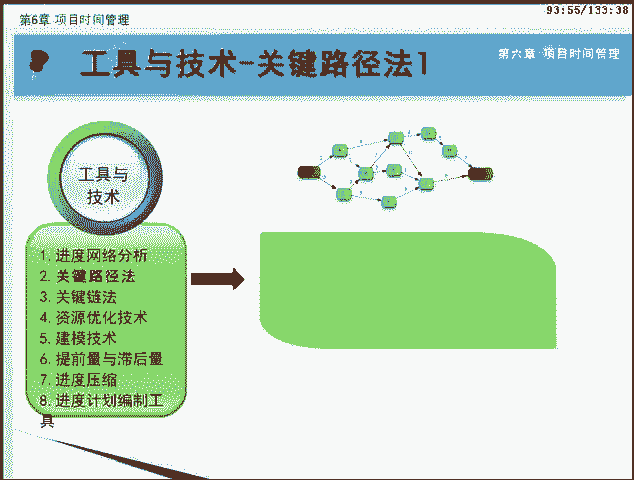 93:55/133:38
第6章 项目时间管理
工具与技术-关键路径法1
第六章 项目时间管理
工具与
技术
1.进度网络分析
2.关键路径法
3.关键链法
4.资源优化技术
5.建模技术
6.提前量与滞后量
7.进度压缩
8.进度计划编制工
具